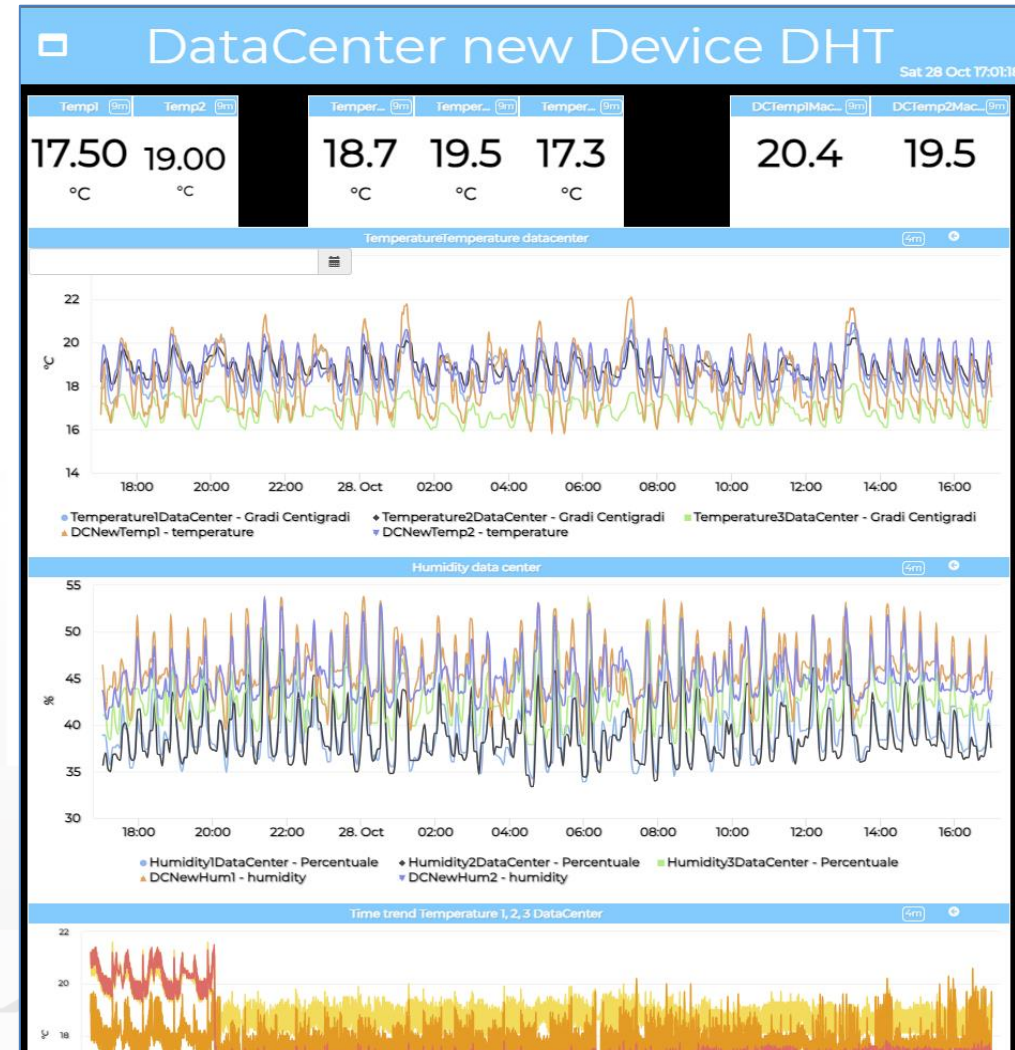 DataCenter new Device DHT
Sat 28 Oct 17:01:18
Temp1 9m Temp2 9m Temper... 9m Temper... 9m Temper... 9m DCTemp1Mac... 9m DCTemp2Mac... 9m
17.50 19.00 18.7 19.5 17.3 20.4 19.5
°C °C °C °C °C
TemperatureTemperature datacenter 4m
22
20
°C
18
16
14
18:00 20:00 22:00 28. Oct 02:00 04:00 06:00 08:00 10:00 12:00 14:00 16:00
Temperature1DataCenter - Gradi Centigradi Temperature2DataCenter - Gradi Centigradi Temperature3DataCenter - Gradi Centigradi
DCNewTemp1 - temperature DCNewTemp2 - temperature
Humidity data center 4m
55
50
45
%
40
35
30
18:00 20:00 22:00 28. Oct 02:00 04:00 06:00 08:00 10:00 12:00 14:00 16:00
Humidity1DataCenter - Percentuale Humidity2DataCenter - Percentuale Humidity3DataCenter - Percentuale
DCNewHum1 - humidity DCNewHum2 - humidity
Time trend Temperature 1, 2, 3 DataCenter 4m
22
20
°C 18